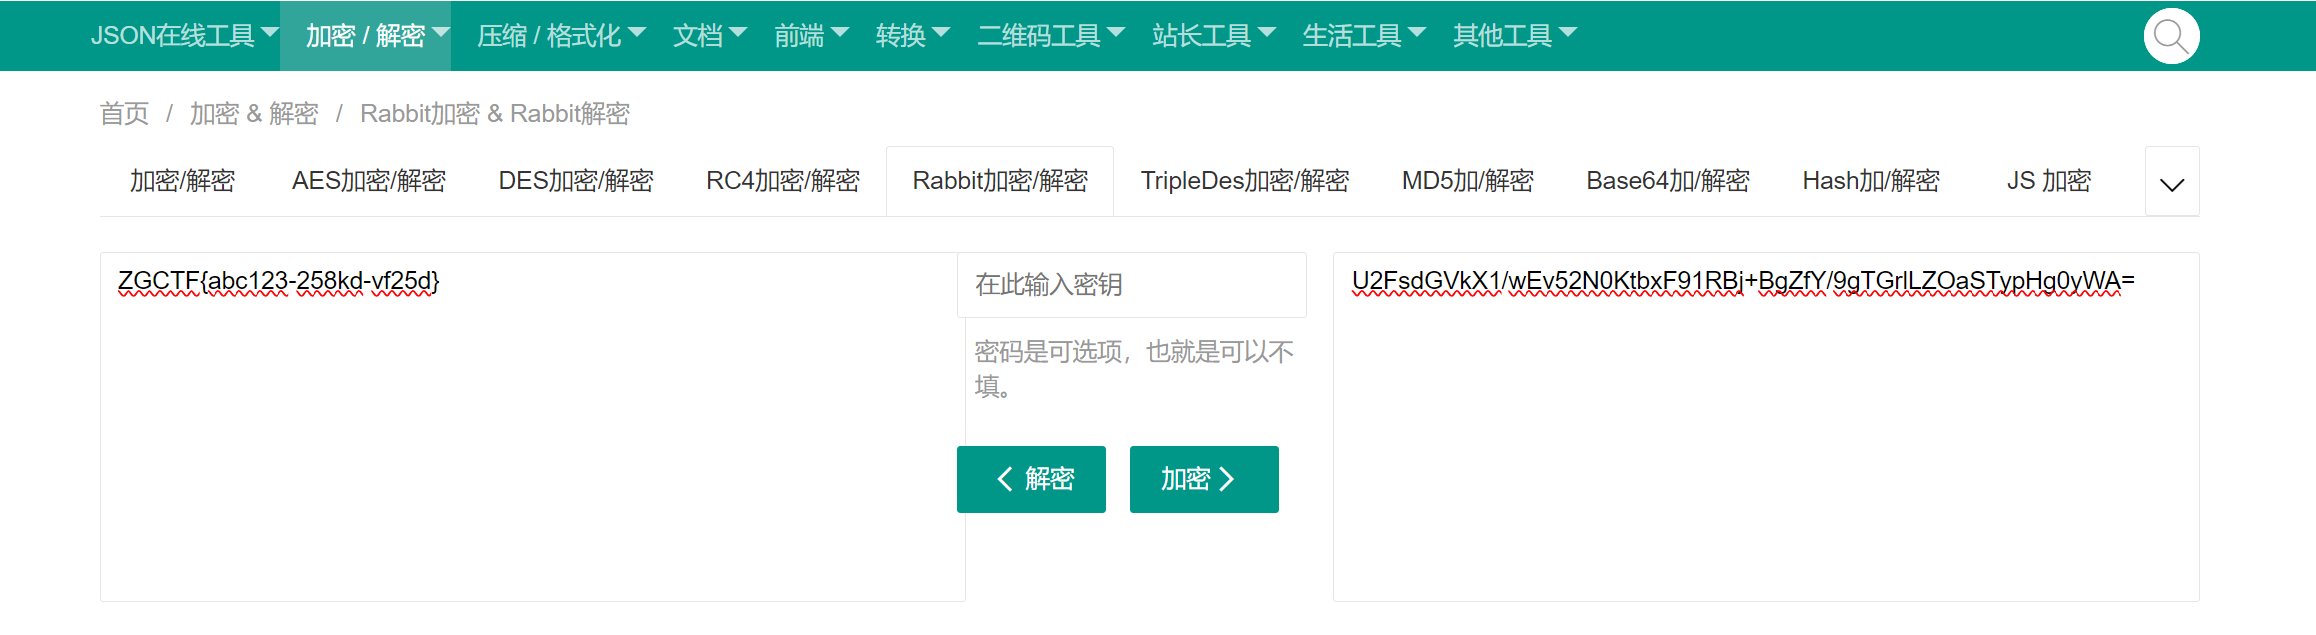 JSON在线工具 加密 / 解密 压缩 / 格式化 文档 前端 转换 二维码工具 站长工具 生活工具 其他工具
首页 / 加密 & 解密 / Rabbit加密 & Rabbit解密
加密/解密 AES加密/解密 DES加密/解密 RC4加密/解密 Rabbit加密/解密 TripleDes加密/解密 MD5加/解密 Base64加/解密 Hash加/解密 JS 加密
ZGCTF{abc123-258kd-vf25d}
在此输入密钥
密码是可选项，也就是可以不
填。
解密 加密
U2FsdGVkX1/wEv52N0KtbxF91RBj+BgZfY/9gTGrlLZOaSTypHg0yWA=